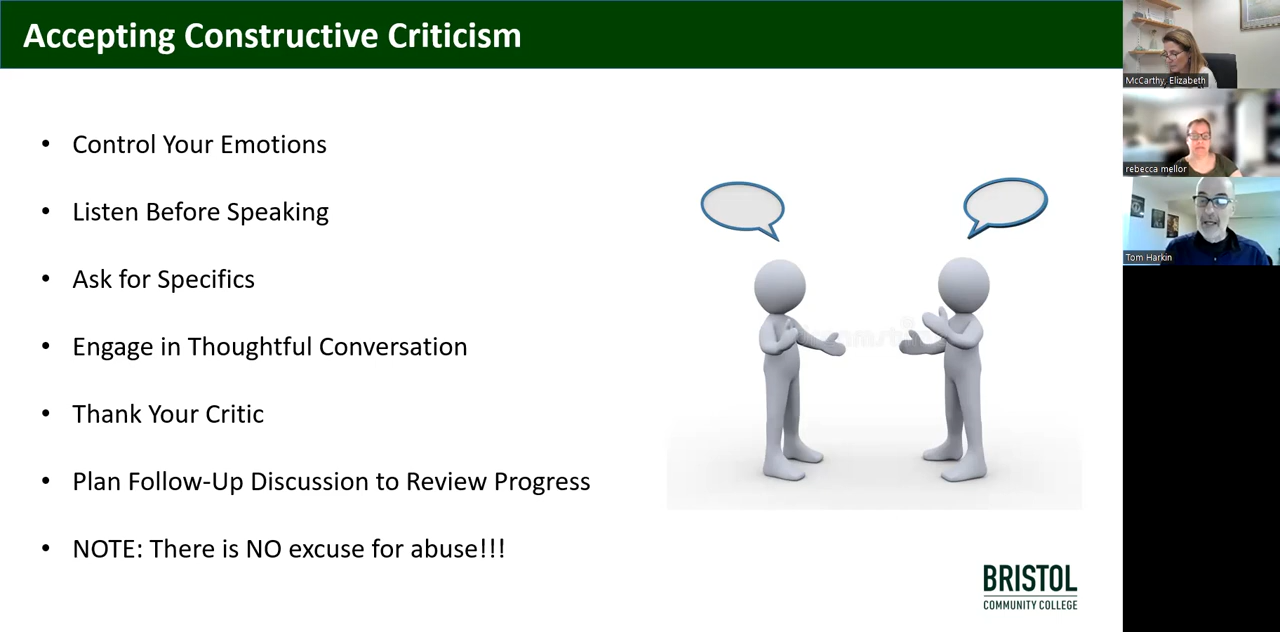 Accepting Constructive Criticism
• Control Your Emotions
• Listen Before Speaking
• Ask for Specifics
• Engage in Thoughtful Conversation
• Thank Your Critic
• Plan Follow-Up Discussion to Review Progress
• NOTE: There is NO excuse for abuse!!!
BRISTOL
COMMUNITY COLLEGE
McCarthy, Elizabeth
rebecca mellor
Tom Harkin